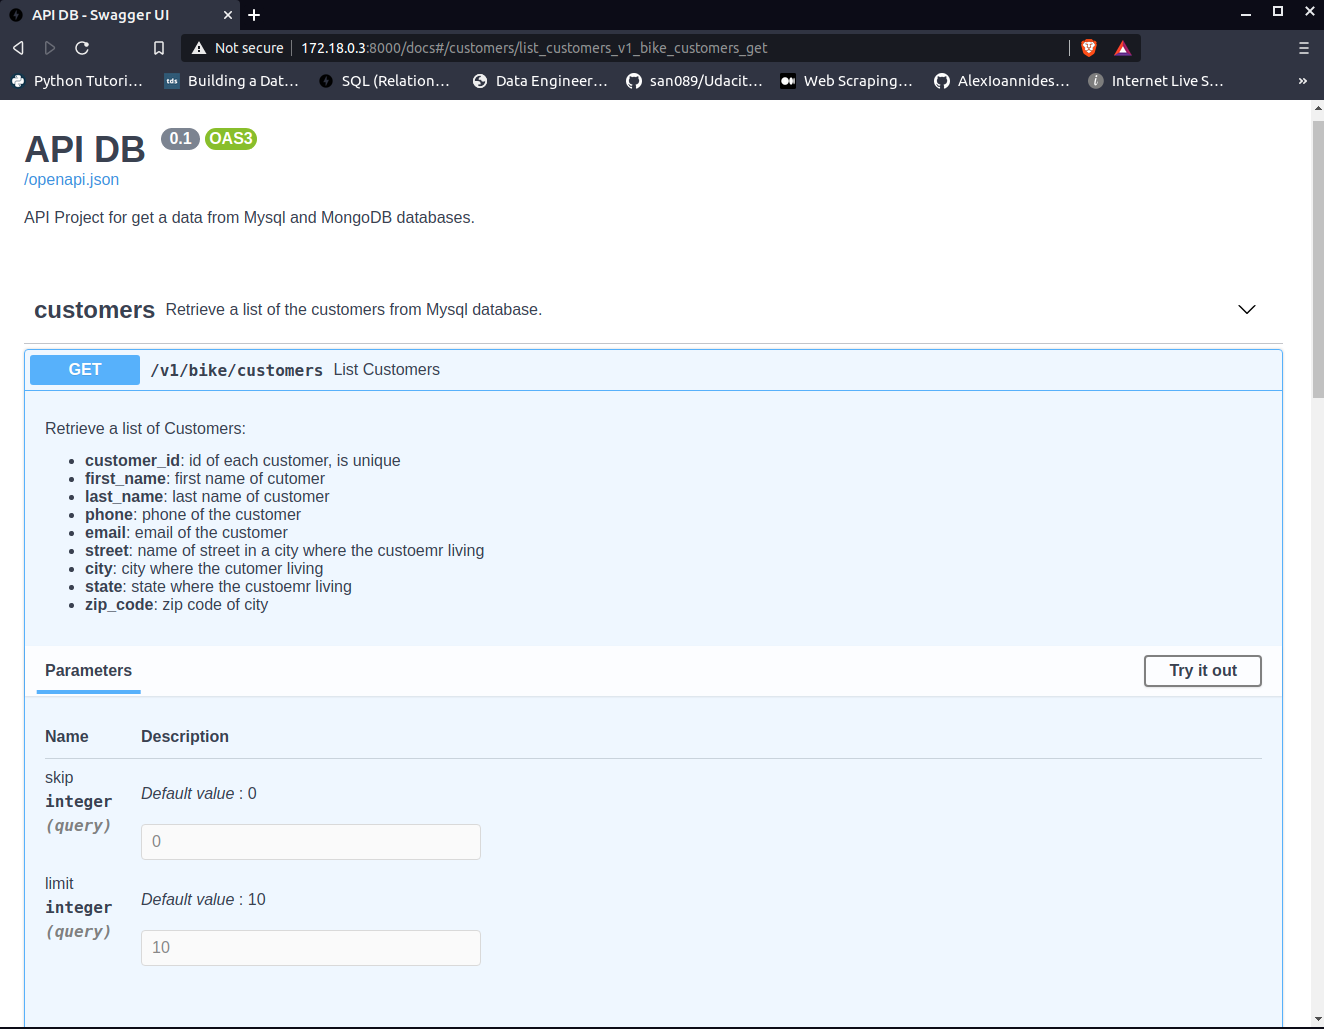 API DB - Swagger UI
Not secure 172.18.0.3:8000/docs#/customers/list_customers_v1_bike_customers_get
Python Tutori... tds Building a Dat... SQL (Relation... Data Engineer... san089/Udacit... Web Scraping... AlexIoannides... Internet Live S... »
API DB 0.1 OAS3
/openapi.json
API Project for get a data from Mysql and MongoDB databases.
customers Retrieve a list of the customers from Mysql database.
GET /v1/bike/customers List Customers
Retrieve a list of Customers:
• customer_id: id of each customer, is unique
• first_name: first name of cutomer
• last_name: last name of customer
• phone: phone of the customer
• email: email of the customer
• street: name of street in a city where the custoemr living
• city: city where the cutomer living
• state: state where the custoemr living
• zip_code: zip code of city
Parameters Try it out
Name Description
skip
integer
(query)
Default value : 0
0
limit
integer
(query)
Default value : 10
10